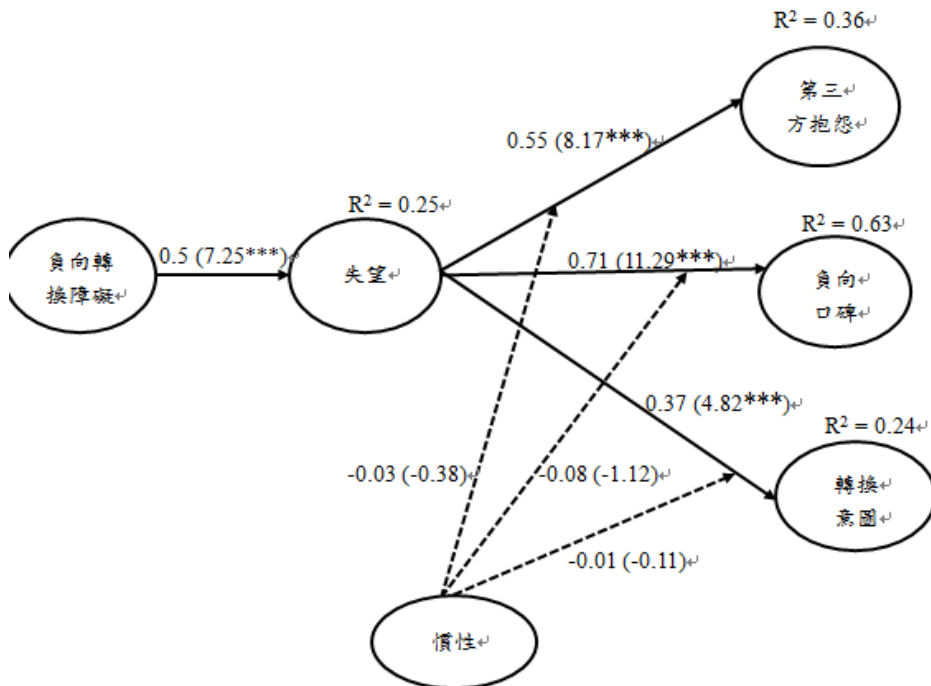 R² = 0.36
第三
方抱怨
0.55 (8.17***)
R² = 0.25
R² = 0.63
負向轉
換障礙
0.5 (7.25***)
失望
0.71 (11.29***)
負向
口碑
0.37 (4.82***)
R² = 0.24
-0.03 (-0.38)
-0.08 (-1.12)
轉換
意圖
-0.01 (-0.11)
慣性